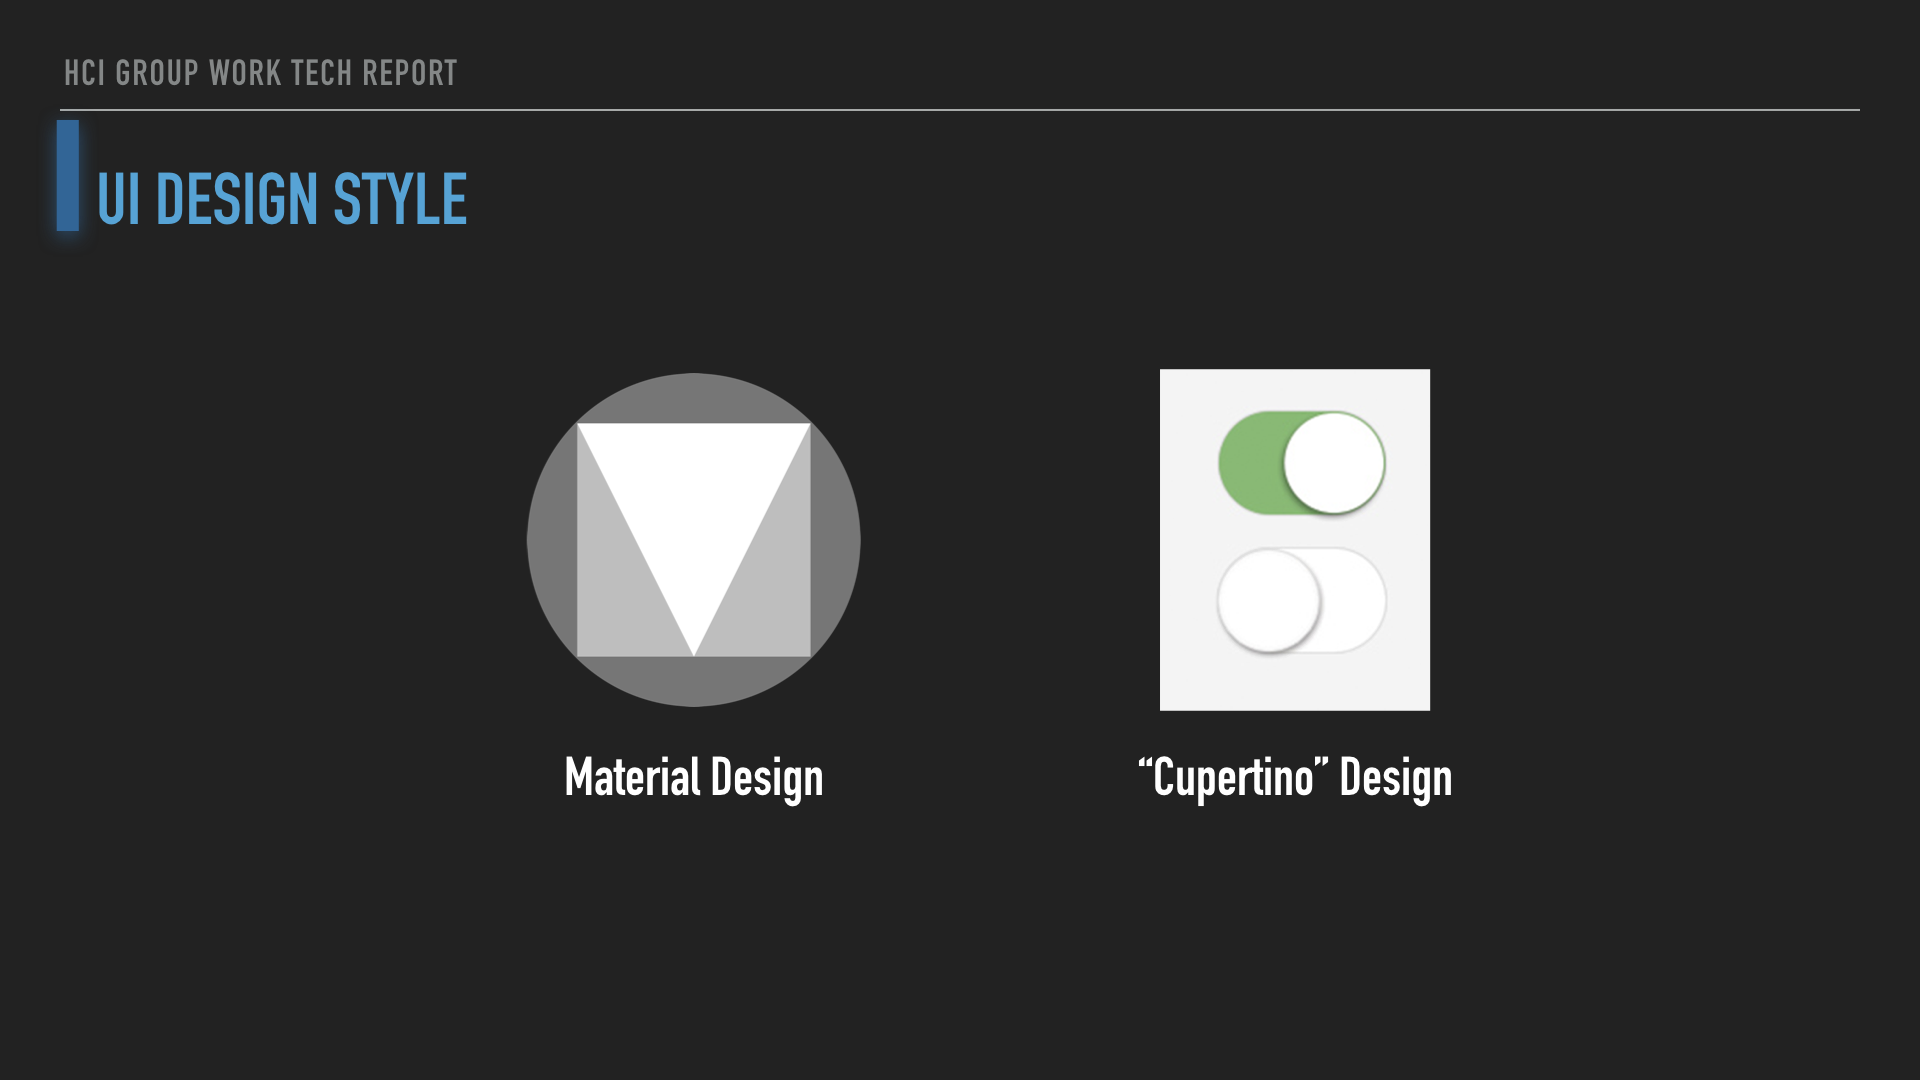 HCI GROUP WORK TECH REPORT
UI DESIGN STYLE
Material Design
“Cupertino” Design